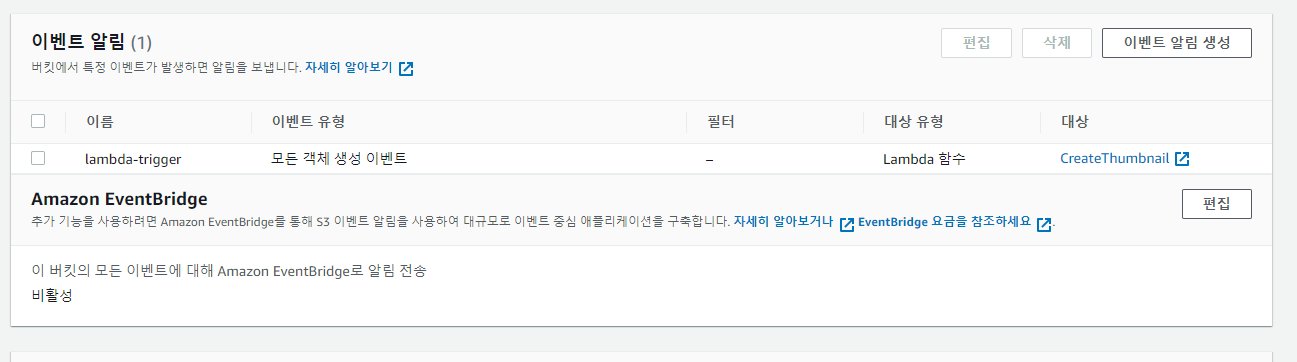 이벤트 알림 (1)
편집
삭제
이벤트 알림 생성
버킷에서 특정 이벤트가 발생하면 알림을 보냅니다. 자세히 알아보기
이름 이벤트 유형 필터 대상 유형 대상
lambda-trigger 모든 객체 생성 이벤트 – Lambda 함수 CreateThumbnail
Amazon EventBridge
편집
추가 기능을 사용하려면 Amazon EventBridge를 통해 S3 이벤트 알림을 사용하여 대규모로 이벤트 중심 애플리케이션을 구축합니다. 자세히 알아보거나 EventBridge 요금을 참조하세요.
이 버킷의 모든 이벤트에 대해 Amazon EventBridge로 알림 전송
비활성